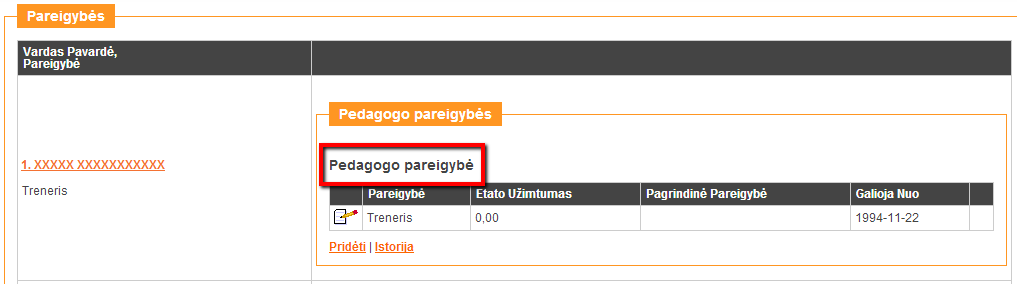 Pareigybės
Vardas Pavardė,
Pareigybė
Pedagogo pareigybės
1. XXXXX XXXXXXXXXXX
Treneris
Pedagogo pareigybė
Pareigybė Etato Užimtumas Pagrindinė Pareigybė Galioja Nuo
Treneris 0,00 1994-11-22
Pridėti | Istorija